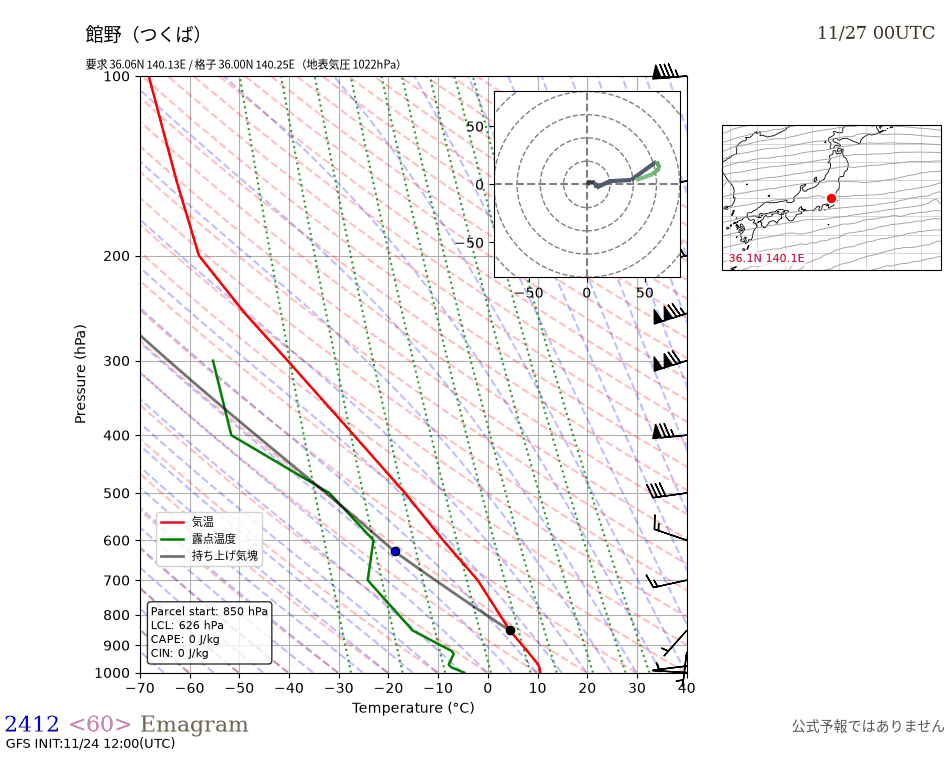 館野（つくば）
11/27 00UTC
要求 36.06N 140.13E / 格子 36.00N 140.25E（地表気圧 1022hPa）
100
200
300
400
500
600
700
800
900
1000
Pressure (hPa)
−70 −60 −50 −40 −30 −20 −10 0 10 20 30 40
Temperature (°C)
50
0
−50
−50 0 50
36.1N 140.1E
気温
露点温度
持ち上げ気塊
Parcel start: 850 hPa
LCL: 626 hPa
CAPE: 0 J/kg
CIN: 0 J/kg
2412 <60> Emagram
GFS INIT:11/24 12:00(UTC)
公式予報ではありません